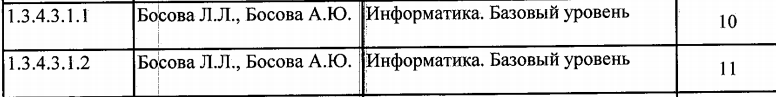 1.3.4.3.1.1 Босова Л.Л., Босова А.Ю. Информатика. Базовый уровень 10
1.3.4.3.1.2 Босова Л.Л., Босова А.Ю. Информатика. Базовый уровень 11